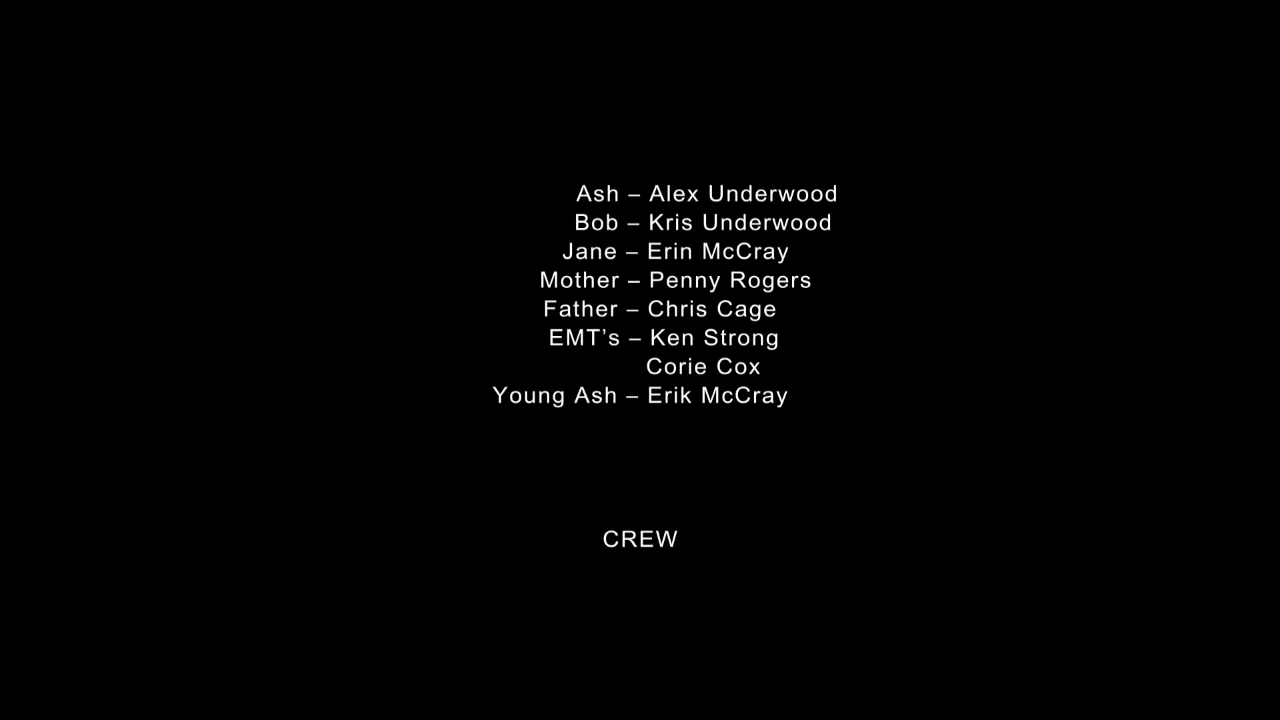 Ash – Alex Underwood
Bob – Kris Underwood
Jane – Erin McCray
Mother – Penny Rogers
Father – Chris Cage
EMT’s – Ken Strong
Corie Cox
Young Ash – Erik McCray
CREW